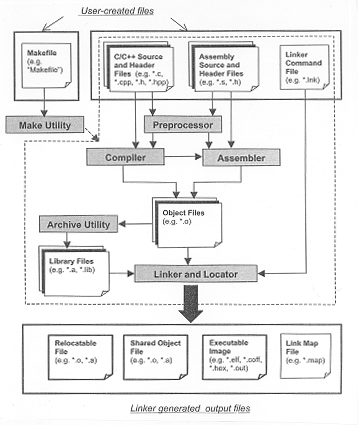 User-created files
Makefile
(e.g.
"Makefile")
C/C++ Source
and Header
Files (e.g. *.c,
*.cpp, *.h, *.hpp)
Assembly
Source and
Header Files
(e.g. *.s, *.h)
Linker
Command
File
(e.g. *.lnk)
Make Utility
Preprocessor
Compiler
Assembler
Archive Utility
Object Files
(e.g. *.o)
Library Files
(e.g. *.a, *.lib)
Linker and Locator
Relocatable
File
(e.g. *.o, *.a)
Shared Object
File
(e.g. *.o, *.a)
Executable
Image
(e.g. *.elf, *.coff,
*.hex, *.out)
Link Map
File
(e.g. *.map)
Linker generated output files